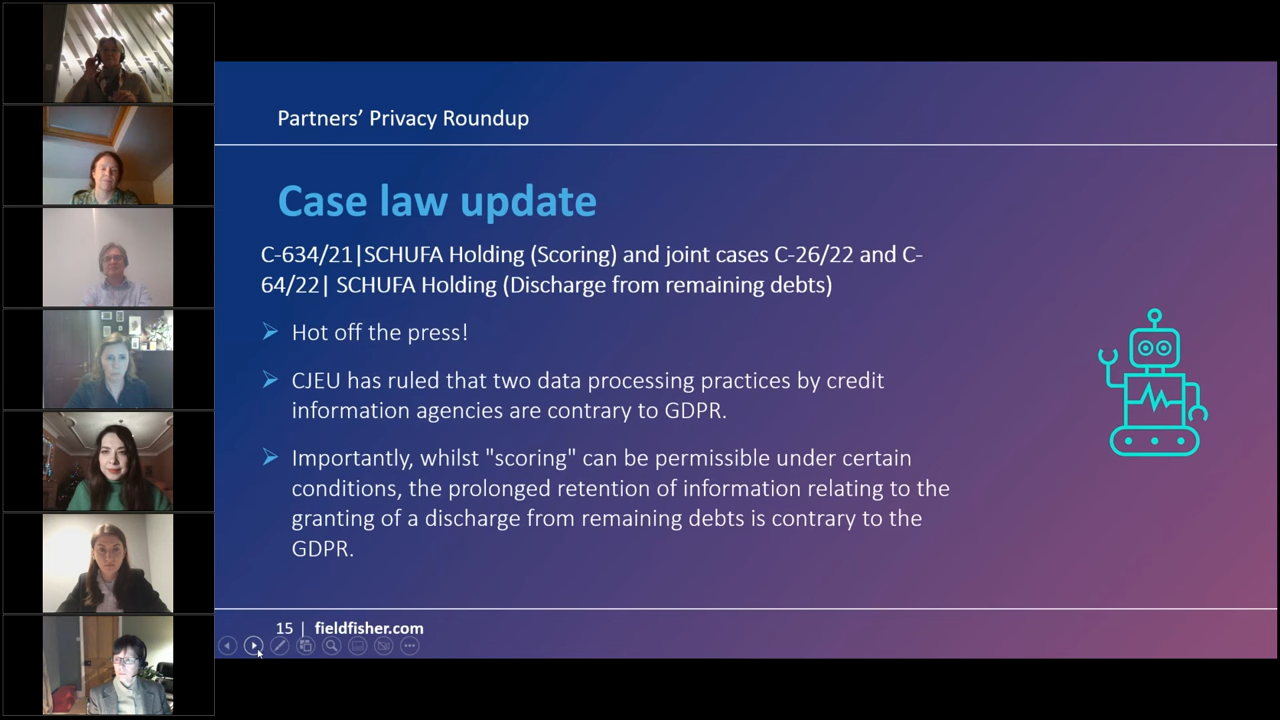 Partners’ Privacy Roundup
Case law update
C-634/21|SCHUFA Holding (Scoring) and joint cases C-26/22 and C-
64/22| SCHUFA Holding (Discharge from remaining debts)
Hot off the press!
CJEU has ruled that two data processing practices by credit
information agencies are contrary to GDPR.
Importantly, whilst "scoring" can be permissible under certain
conditions, the prolonged retention of information relating to the
granting of a discharge from remaining debts is contrary to the
GDPR.
15 | fieldfisher.com